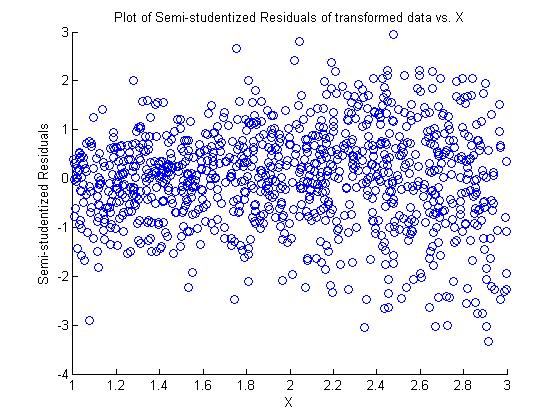 Plot of Semi-studentized Residuals of transformed data vs. X
3
2
1
0
-1
-2
-3
-4
Semi-studentized Residuals
1 1.2 1.4 1.6 1.8 2 2.2 2.4 2.6 2.8 3
X